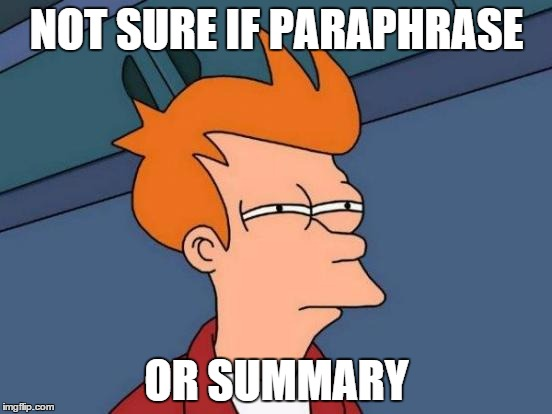 NOT SURE IF PARAPHRASE
OR SUMMARY
imgflip.com